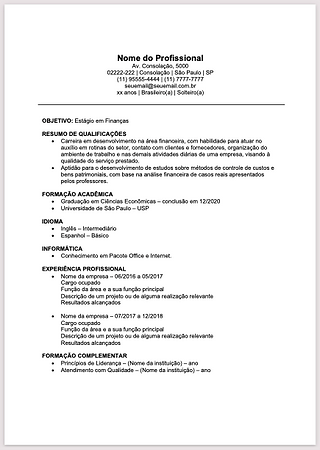 Nome do Profissional
Av. Consolação, 5000
02222-222 | Consolação | São Paulo | SP
(11) 95555-4444 | (11) 7777-7777
seuemail@seuemail.com.br
xx anos | Brasileiro(a) | Solteiro(a)
OBJETIVO: Estágio em Finanças
RESUMO DE QUALIFICAÇÕES
• Carreira em desenvolvimento na área financeira, com habilidade para atuar no
auxílio em rotinas do setor, contato com clientes e fornecedores, organização do
ambiente de trabalho e nas demais atividades diárias de uma empresa, visando à
qualidade do serviço prestado.
• Aptidão para o desenvolvimento de estudos sobre métodos de controle de custos e
bens patrimoniais, com base na análise financeira de casos reais apresentados
pelos professores.
FORMAÇÃO ACADÊMICA
• Graduação em Ciências Econômicas – conclusão em 12/2020
• Universidade de São Paulo – USP
IDIOMA
• Inglês – Intermediário
• Espanhol – Básico
INFORMÁTICA
• Conhecimento em Pacote Office e Internet.
EXPERIÊNCIA PROFISSIONAL
• Nome da empresa – 06/2016 a 05/2017
Cargo ocupado
Função da área e a sua função principal
Descrição de um projeto ou de alguma realização relevante
Resultados alcançados
• Nome da empresa – 07/2017 a 12/2018
Cargo ocupado
Função da área e a sua função principal
Descrição de um projeto ou de alguma realização relevante
Resultados alcançados
FORMAÇÃO COMPLEMENTAR
• Princípios de Liderança – (Nome da instituição) – ano
• Atendimento com Qualidade – (Nome da instituição) – ano